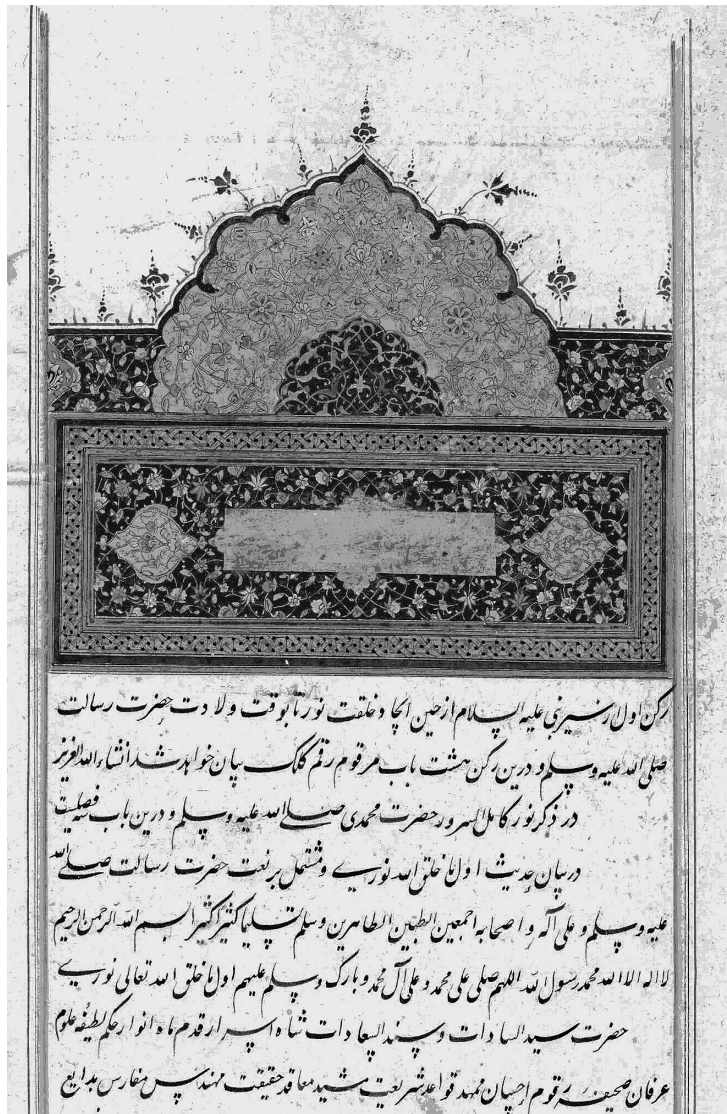 رکن اول از سیر نبی علیه السلام از حین ایجاد خلقت نور تا بوقت ولادت حضرت رسالت
صلی الله علیه وسلم و درین رکن هشت باب مرقوم رقم کلک بیان خواهد شد انشاء الله العزیز
در ذکر نور کامل السرور حضرت محمدی صلی الله علیه وسلم و درین باب
در بیان حدیث اول ما خلق الله نوری و مشتمل بر نعت حضرت رسالت صلی الله
علیه وسلم و علی آله و اصحابه اجمعین الطیبین الطاهرین وسلم تسلیما کثیرا کثیرا بسم الله الرحمن الرحیم
لا اله الا الله محمد رسول الله اللهم صلی علی محمد و علی آل محمد و بارک وسلم علیهم اول ما خلق الله تعالی نوری
حضرت سید السادات و سند السعادات شاه اسرار قدم ماه انوار حکم لطیفه علوم
عرفان صحیفه رقوم احسان ممهد قواعد شریعت مشید معاقد حقیقت مهندس مفارس بدایع